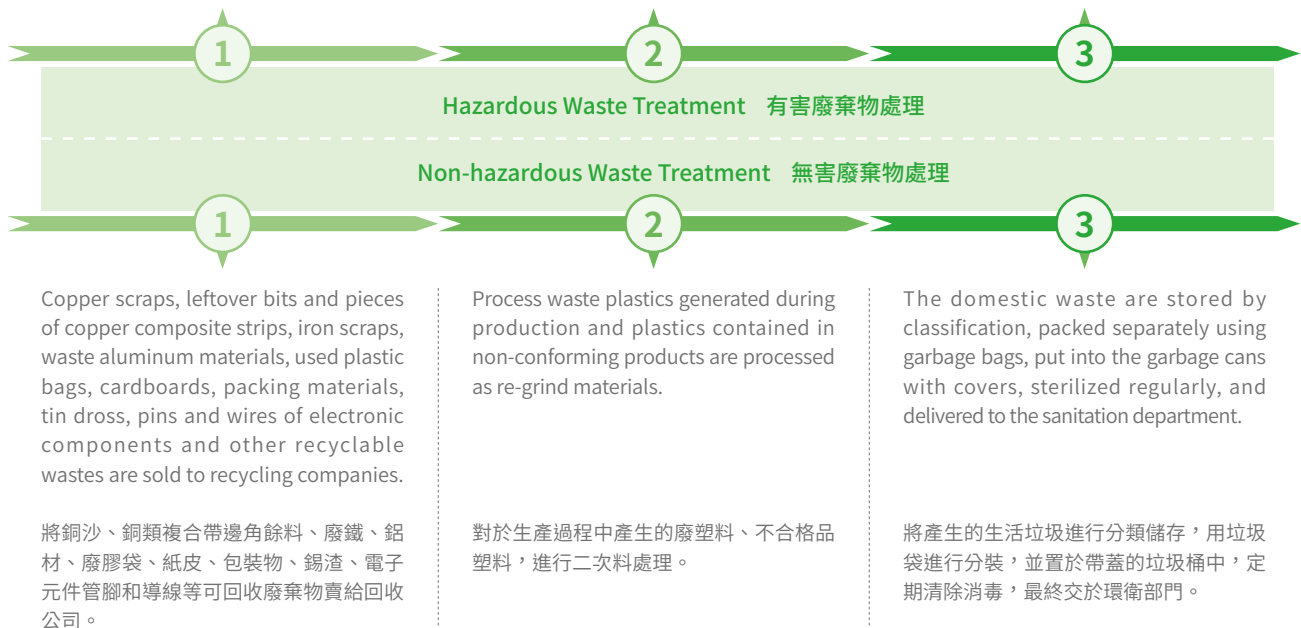 1
2
3
Hazardous Waste Treatment 有害廢棄物處理
Non-hazardous Waste Treatment 無害廢棄物處理
1
2
3
Copper scraps, leftover bits and pieces
of copper composite strips, iron scraps,
waste aluminum materials, used plastic
bags, cardboards, packing materials,
tin dross, pins and wires of electronic
components and other recyclable
wastes are sold to recycling companies.
將銅沙、銅類複合帶邊角餘料、廢鐵、鋁
材、廢膠袋、紙皮、包裝物、錫渣、電子
元件管腳和導線等可回收廢棄物賣給回收
公司。
Process waste plastics generated during
production and plastics contained in
non-conforming products are processed
as re-grind materials.
對於生產過程中產生的廢塑料、不合格品
塑料，進行二次料處理。
The domestic waste are stored by
classification, packed separately using
garbage bags, put into the garbage cans
with covers, sterilized regularly, and
delivered to the sanitation department.
將產生的生活垃圾進行分類儲存，用垃圾
袋進行分裝，並置於帶蓋的垃圾桶中，定
期清除消毒，最終交於環衛部門。